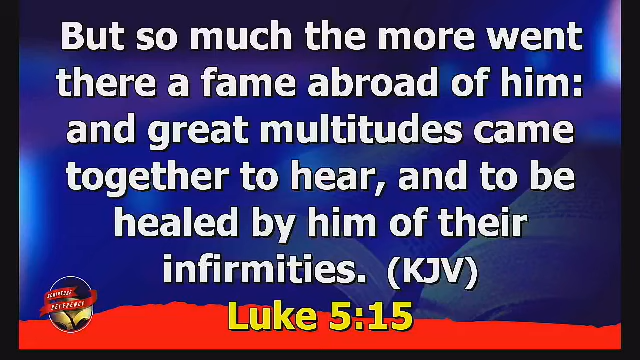 But so much the more went
there a fame abroad of him:
and great multitudes came
together to hear, and to be
healed by him of their
infirmities. (KJV)
Luke 5:15
REFERENCE